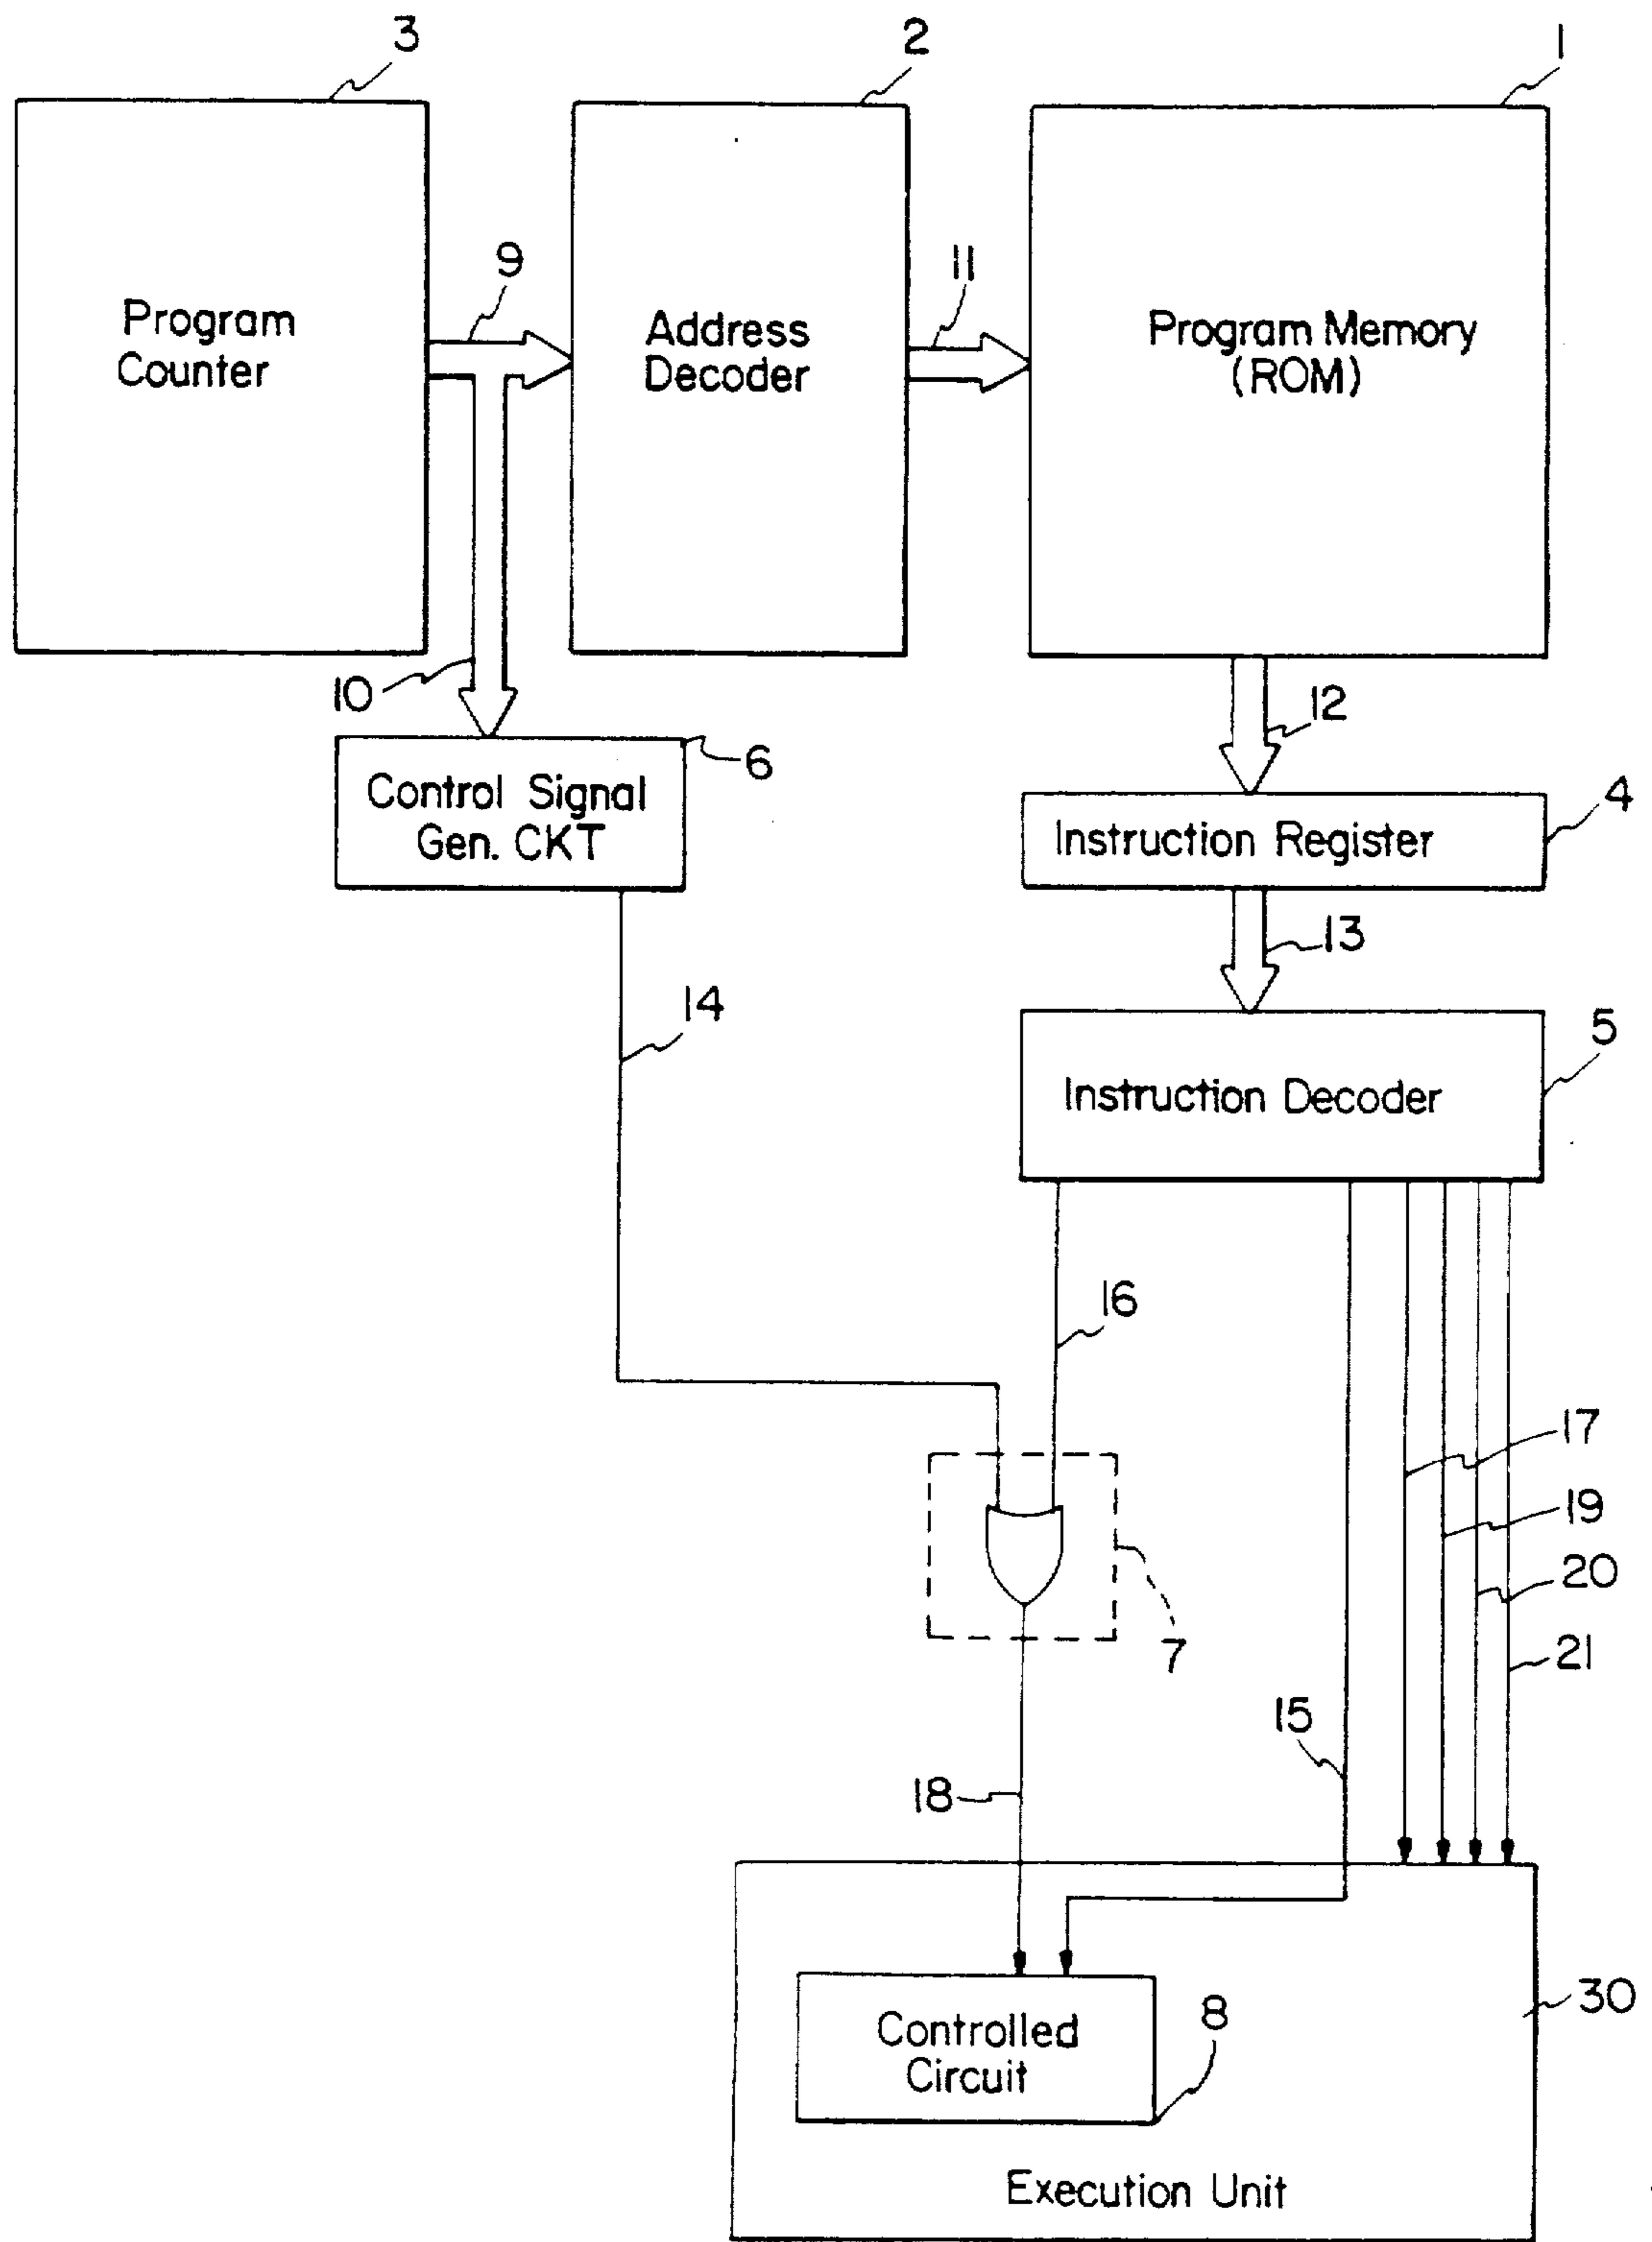 3
2
1
9
11
Program
Counter
Address
Decoder
Program Memory
(ROM)
10
12
6
Control Signal
Gen. CKT
4
Instruction Register
13
14
5
Instruction Decoder
16
17
19
20
7
21
15
18
30
8
Controlled
Circuit
Execution Unit